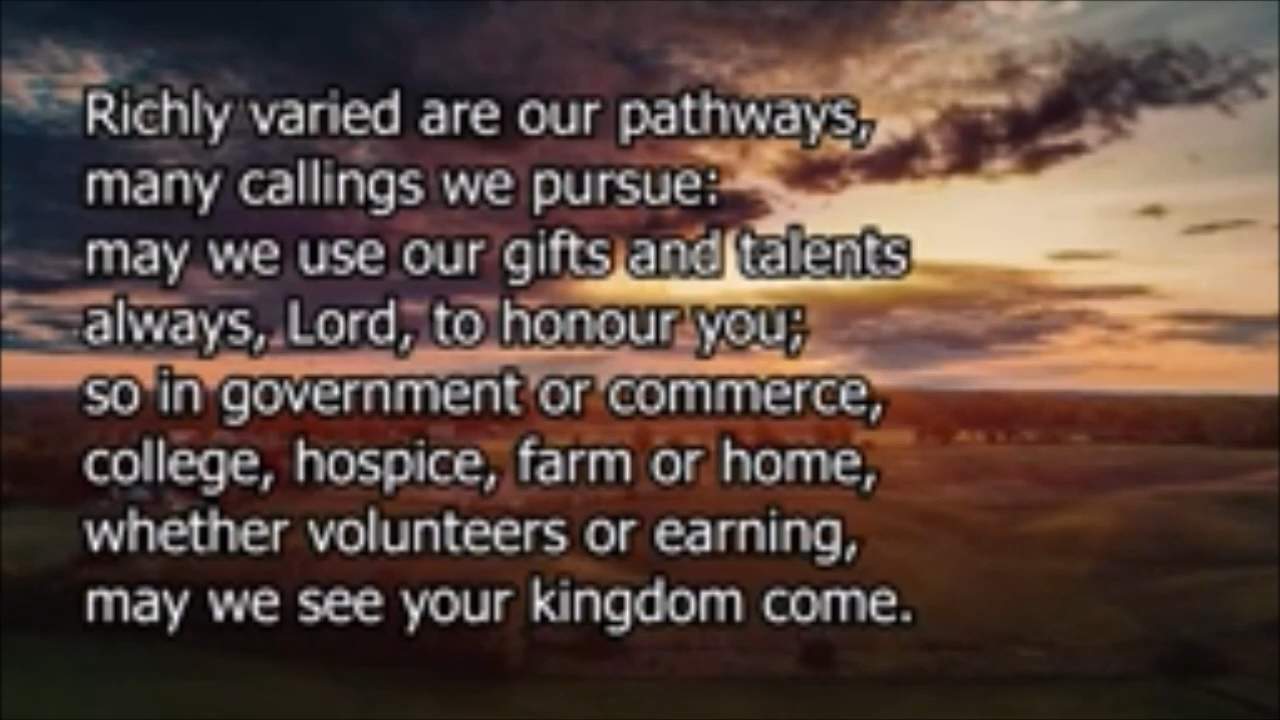 Richly varied are our pathways,
many callings we pursue:
may we use our gifts and talents
always, Lord, to honour you;
so in government or commerce,
college, hospice, farm or home,
whether volunteers or earning,
may we see your kingdom come.